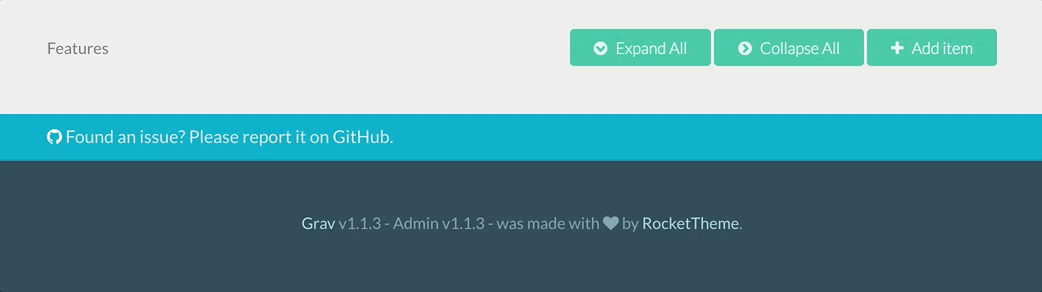 Features Expand All Collapse All Add item
Found an issue? Please report it on GitHub.
Grav v1.1.3 - Admin v1.1.3 - was made with ♥ by RocketTheme.